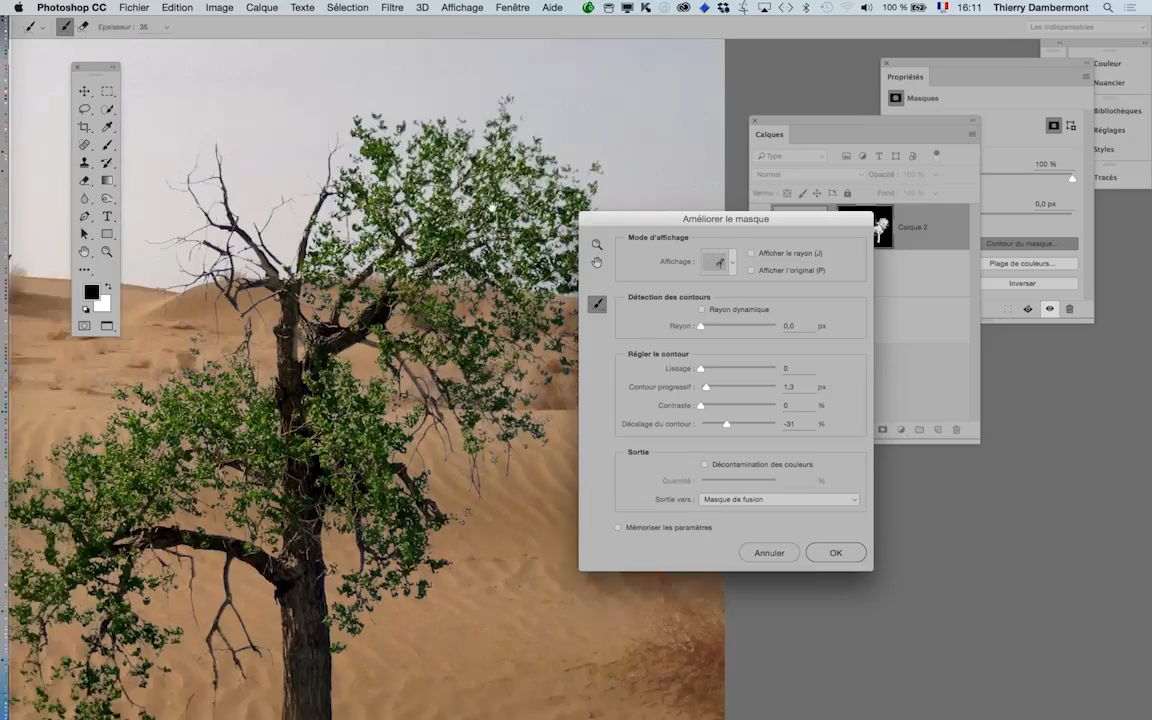 Photoshop CC Fichier Edition Image Calque Texte Sélection Filtre 3D Affichage Fenêtre Aide 100 % 16:11 Thierry Dambermont
Epaisseur : 35
Les indispensables
Propriétés
Masques
100 %
0,0 px
Contour du masque...
Plage de couleurs...
Inverser
Couleur
Nuancier
Bibliothèques
Réglages
Styles
Tracés
Calques
Type
Normal Opacité : 100 %
Verrou : Fond : 100 %
Calque 2
Améliorer le masque
Mode d'affichage
Affichage :
Afficher le rayon (J)
Afficher l'original (P)
Détection des contours
Rayon dynamique
Rayon : 0,0 px
Régler le contour
Lissage : 0
Contour progressif : 1,3 px
Contraste : 0 %
Décalage du contour : -31 %
Sortie
Décontamination des couleurs
Quantité : %
Sortie vers : Masque de fusion
Mémoriser les paramètres
Annuler OK